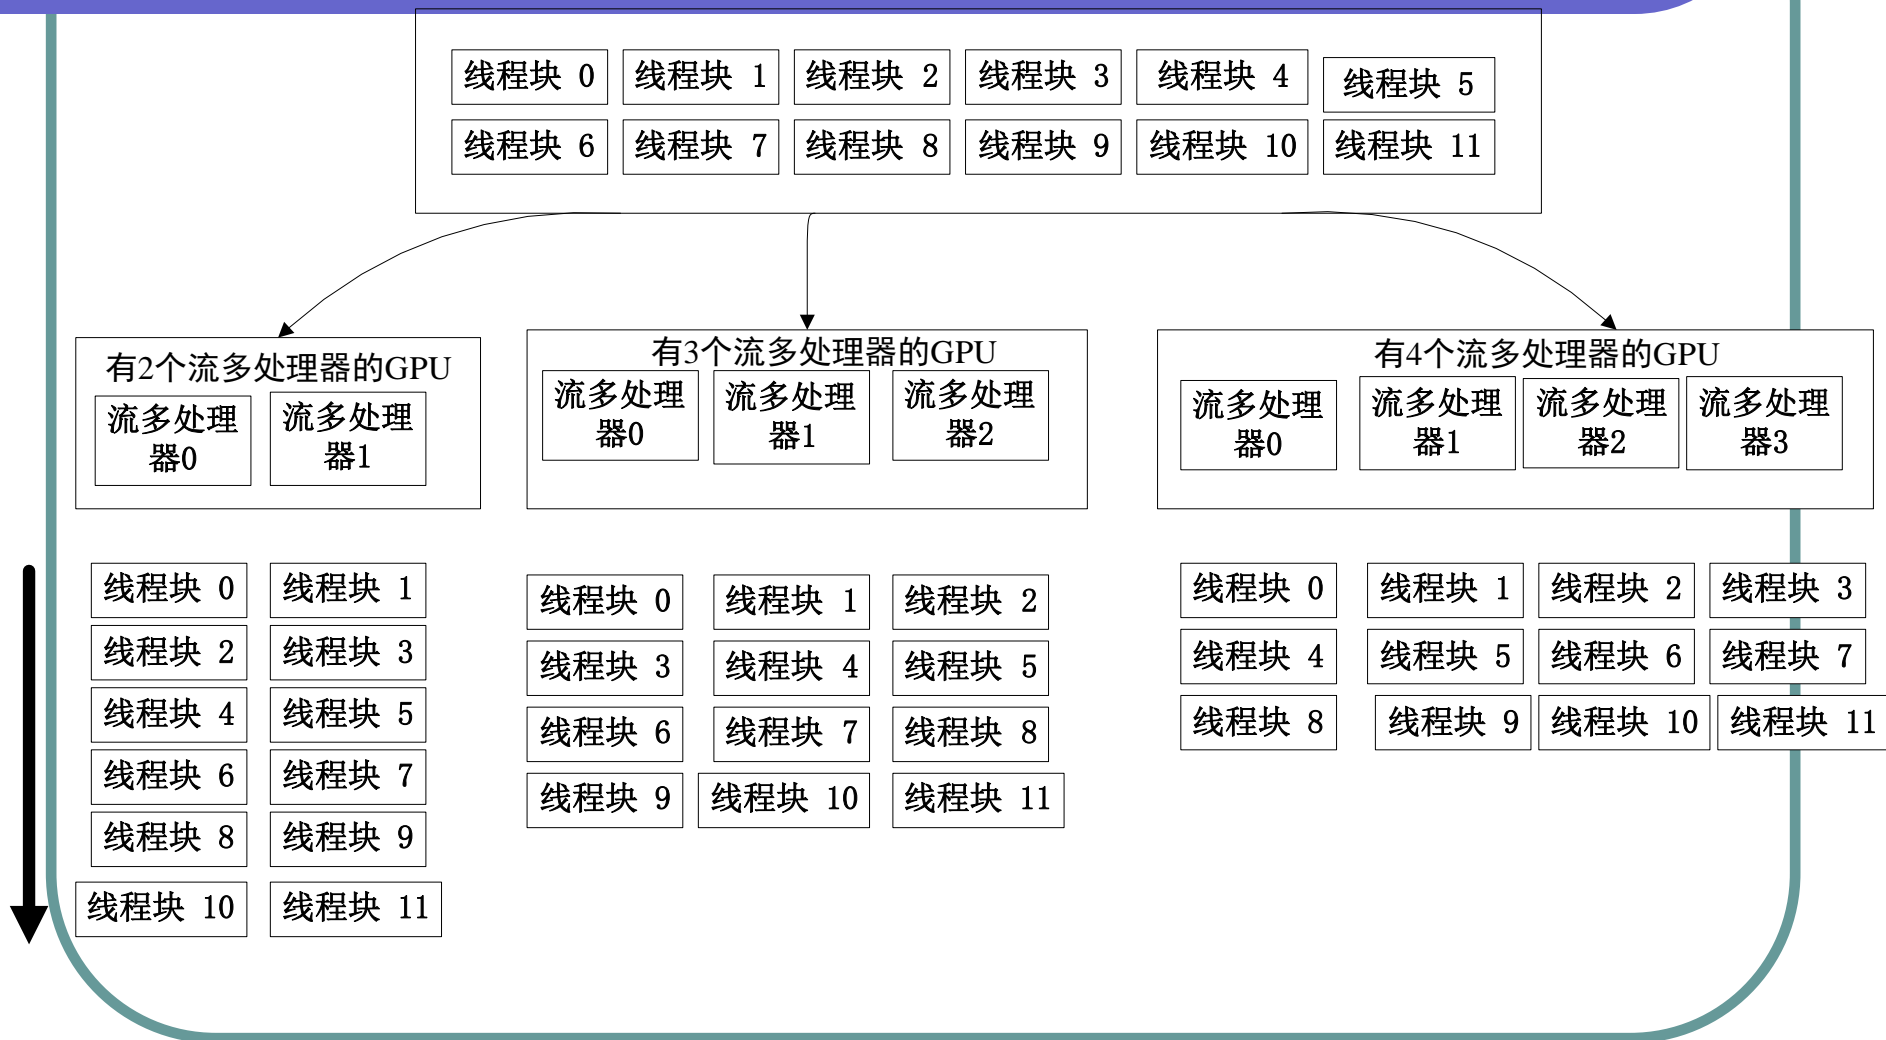 线程块 0 线程块 1 线程块 2 线程块 3 线程块 4 线程块 5
线程块 6 线程块 7 线程块 8 线程块 9 线程块 10 线程块 11
有2个流多处理器的GPU
流多处理
器0
流多处理
器1
有3个流多处理器的GPU
流多处理
器0
流多处理
器1
流多处理
器2
有4个流多处理器的GPU
流多处理
器0
流多处理
器1
流多处理
器2
流多处理
器3
线程块 0 线程块 1
线程块 2 线程块 3
线程块 4 线程块 5
线程块 6 线程块 7
线程块 8 线程块 9
线程块 10 线程块 11
线程块 0 线程块 1 线程块 2
线程块 3 线程块 4 线程块 5
线程块 6 线程块 7 线程块 8
线程块 9 线程块 10 线程块 11
线程块 0 线程块 1 线程块 2 线程块 3
线程块 4 线程块 5 线程块 6 线程块 7
线程块 8 线程块 9 线程块 10 线程块 11